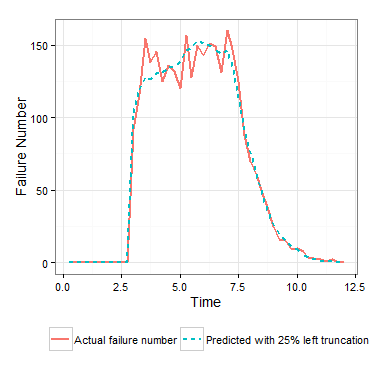 150
100
50
0
Failure Number
0.0 2.5 5.0 7.5 10.0 12.5
Time
Actual failure number Predicted with 25% left truncation